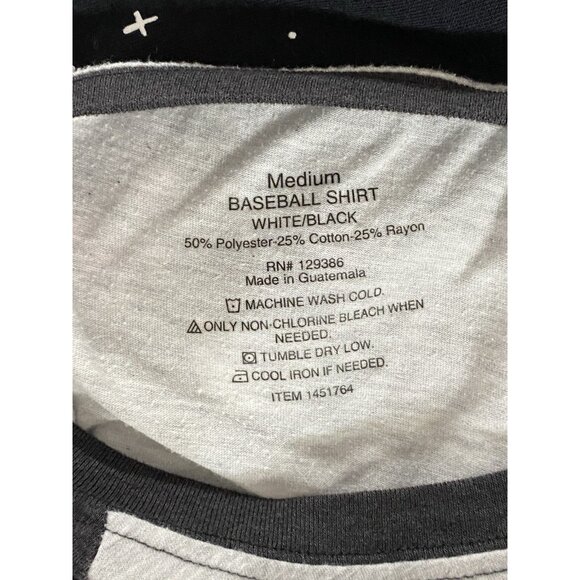 Medium
BASEBALL SHIRT
WHITE/BLACK
50% Polyester-25% Cotton-25% Rayon
RN# 129386
Made in Guatemala
MACHINE WASH COLD.
ONLY NON-CHLORINE BLEACH WHEN
NEEDED.
TUMBLE DRY LOW.
COOL IRON IF NEEDED.
ITEM 1451764